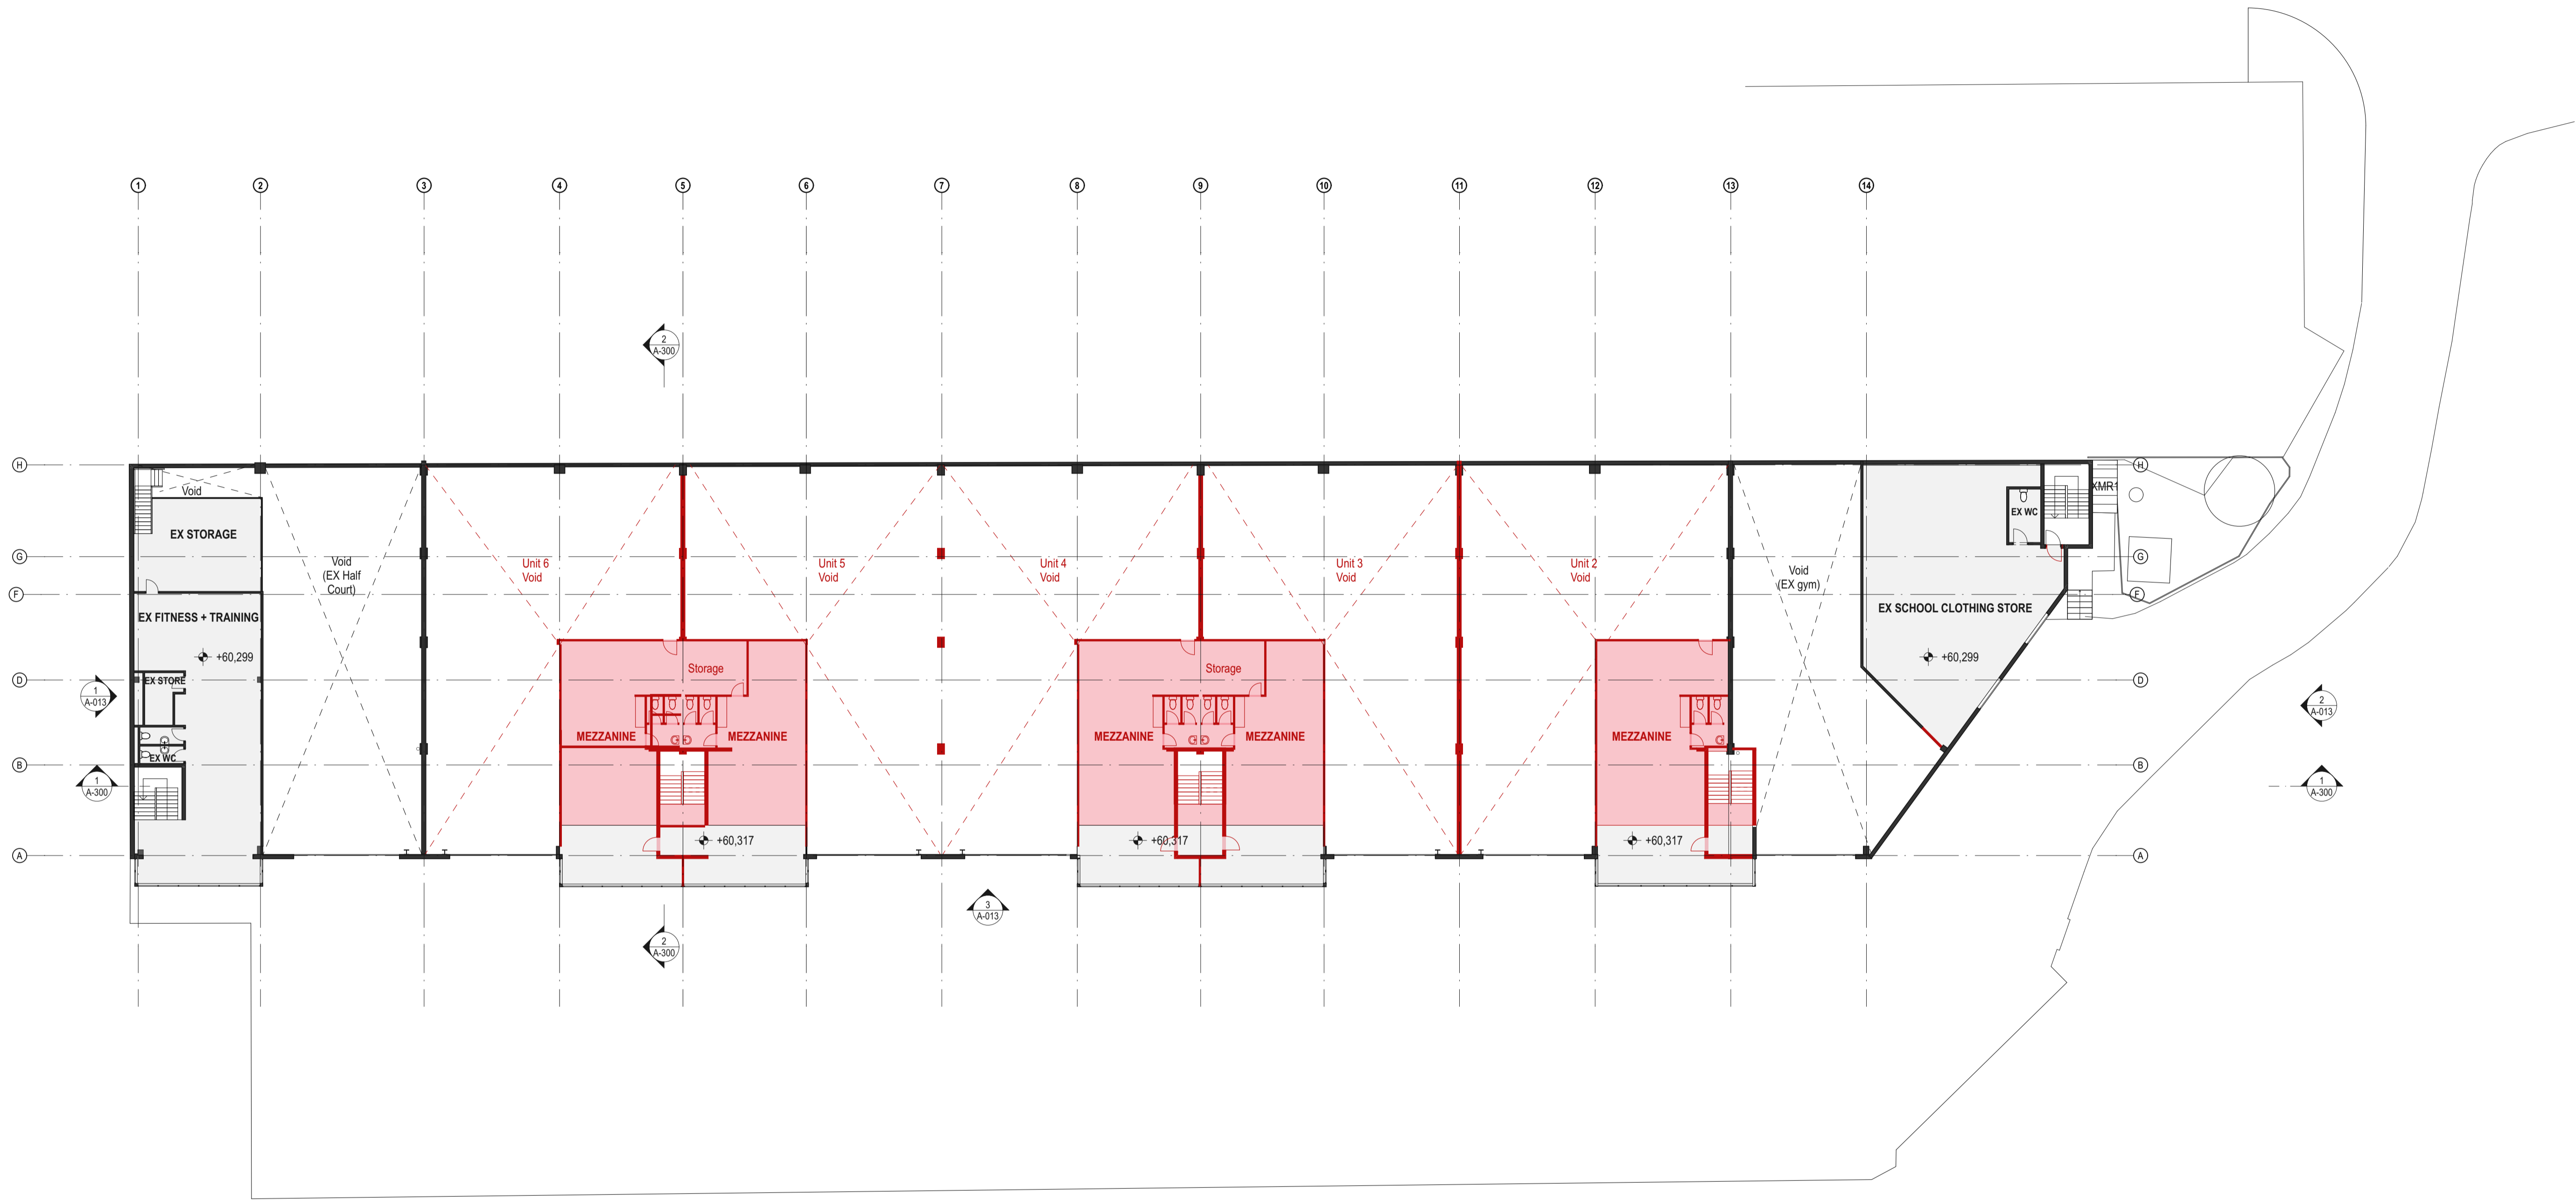 1 2 3 4 5 6 7 8 9 10 11 12 13 14
2
A-300
H
H
Void
XMR1
EX WC
EX STORAGE
G
G
Void
(EX Half
Court)
Unit 6
Void
Unit 5
Void
Unit 4
Void
Unit 3
Void
Unit 2
Void
Void
(EX gym)
F
F
EX FITNESS + TRAINING
EX SCHOOL CLOTHING STORE
+60,299
+60,299
Storage
Storage
D
D
EX STORE
1
A-013
2
A-013
MEZZANINE
MEZZANINE
MEZZANINE
MEZZANINE
MEZZANINE
EX WC
B
B
1
A-300
1
A-300
+60,317
+60,317
+60,317
A
A
3
A-013
2
A-300